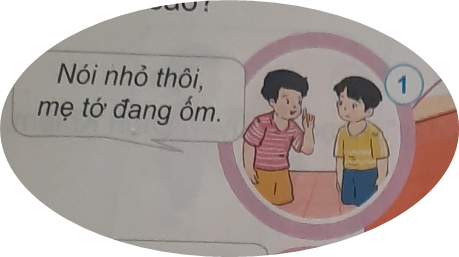 Nói nhỏ thôi,
mẹ tớ đang ốm.
1